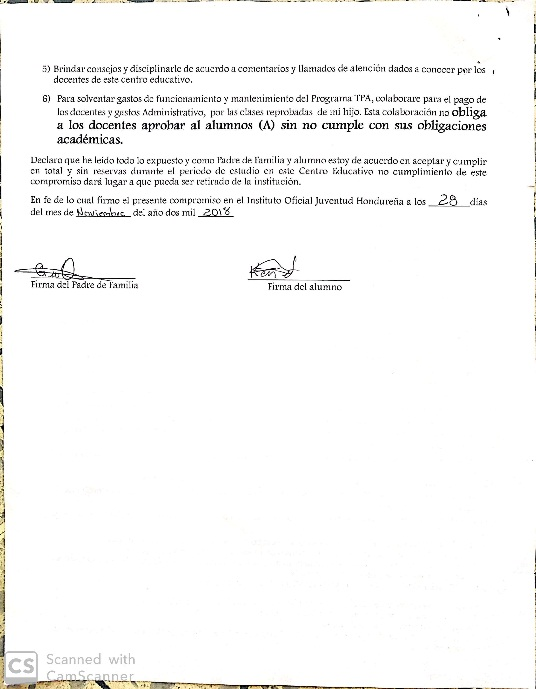 5) Brindar consejos y disciplinarle de acuerdo a comentarios y llamados de atención dados a conocer por los
docentes de este centro educativo.
6) Para solventar gastos de funcionamiento y mantenimiento del Programa TPA, colaborare para el pago de
los docentes y gastos Administrativo, por las clases reprobadas de mi hijo. Esta colaboración no obliga
a los docentes aprobar al alumnos (A) sin no cumple con sus obligaciones
académicas.
Declaro que he leído todo lo expuesto y como Padre de Familia y alumno estoy de acuerdo en aceptar y cumplir
en total y sin reservas durante el periodo de estudio en este Centro Educativo no cumplimiento de este
compromiso dará lugar a que pueda ser retirado de la institución.
En fe de lo cual firmo el presente compromiso en el Instituto Oficial Juventud Hondureña a los 28 días
del mes de Noviembre del año dos mil 2018
Firma del Padre de Familia
Firma del alumno
CS Scanned with
CamScanner